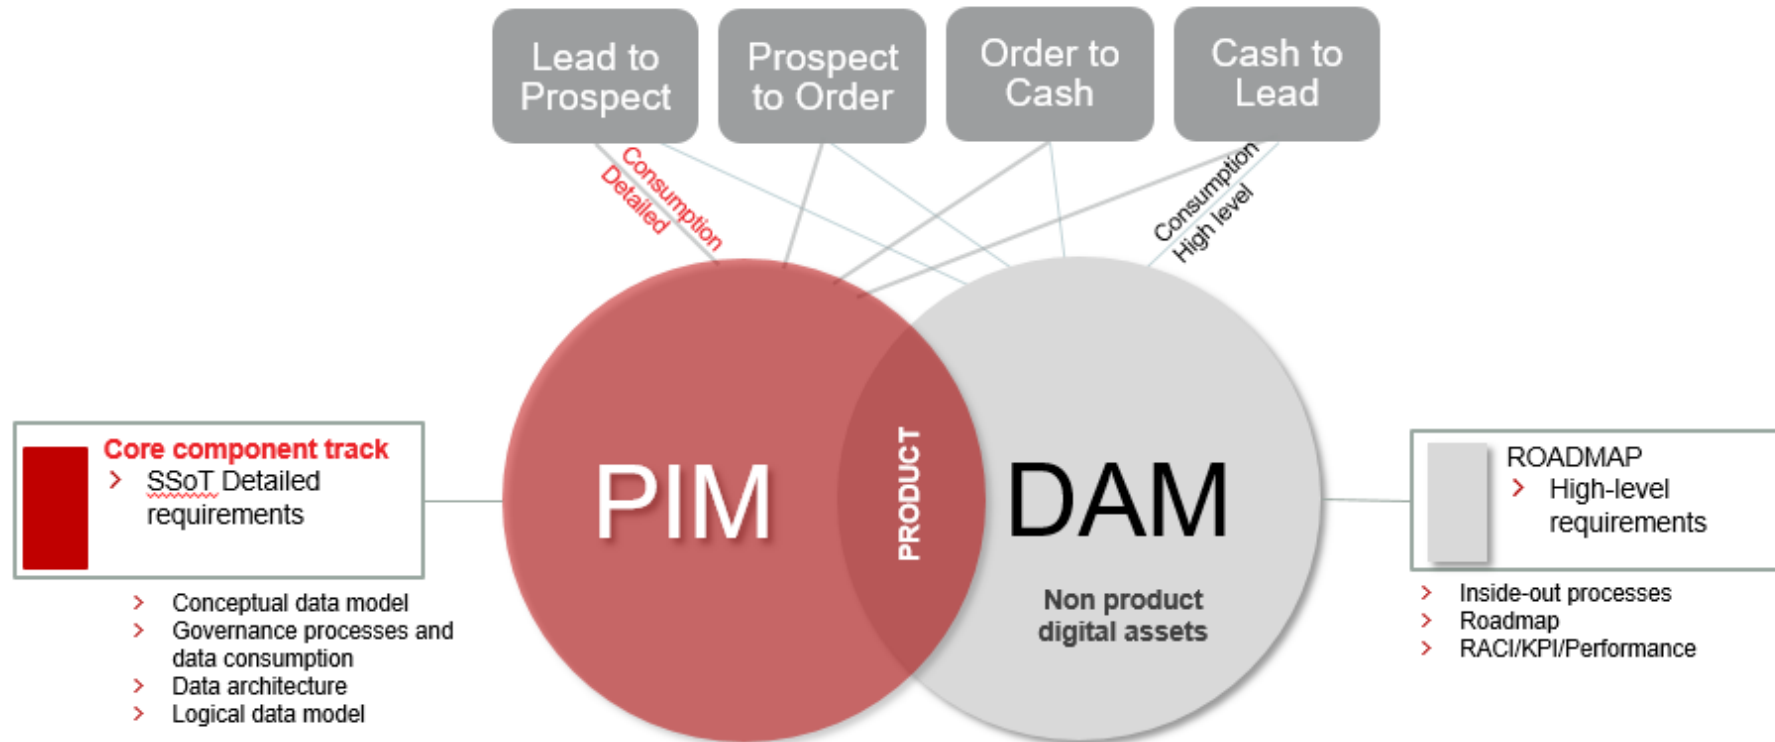 Lead to
Prospect
Prospect
to Order
Order to
Cash
Cash to
Lead
Consumption
Detailed
Consumption
High level
Core component track
SSoT Detailed
requirements
PIM
PRODUCT
DAM
Non product
digital assets
ROADMAP
High-level
requirements
Conceptual data model
Governance processes and
data consumption
Data architecture
Logical data model
Inside-out processes
Roadmap
RACI/KPI/Performance